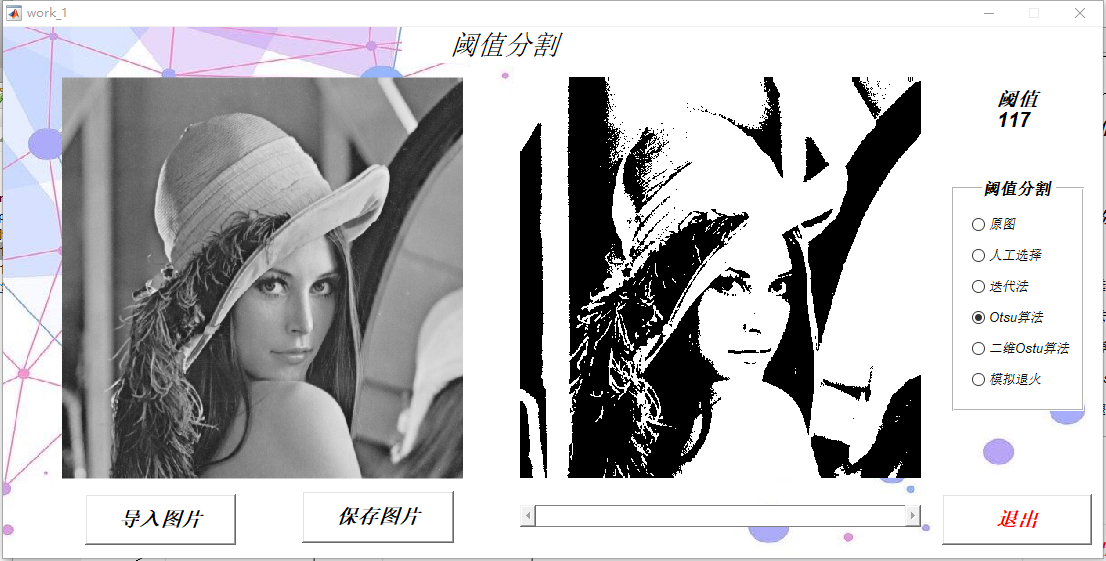 work_1
阈值分割
阈值
117
阈值分割
原图
人工选择
迭代法
Otsu算法
二维Ostu算法
模拟退火
导入图片
保存图片
退出